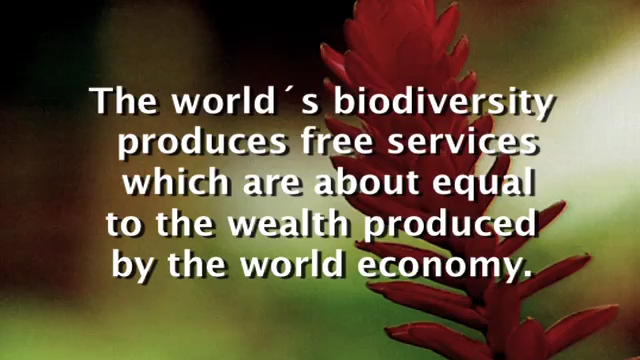 The world´s biodiversity
produces free services
which are about equal
to the wealth produced
by the world economy.